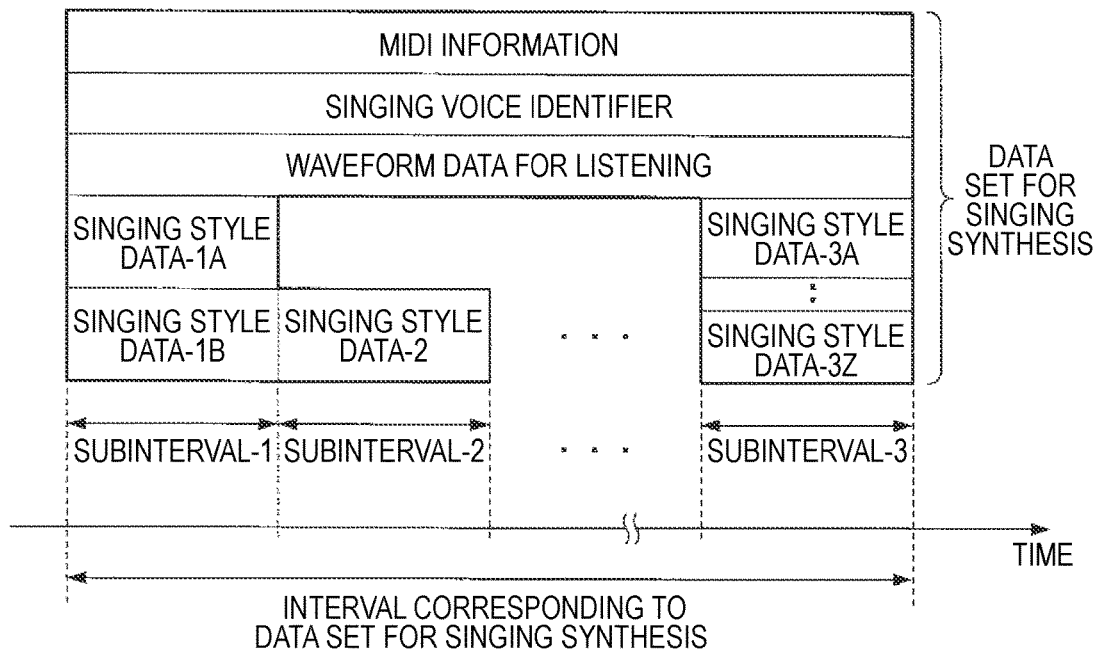 MIDI INFORMATION
SINGING VOICE IDENTIFIER
WAVEFORM DATA FOR LISTENING
DATA
SET FOR
SINGING
SYNTHESIS
SINGING STYLE
DATA-1A
SINGING STYLE
DATA-3A
SINGING STYLE
DATA-1B
SINGING STYLE
DATA-2
SINGING STYLE
DATA-3Z
SUBINTERVAL-1
SUBINTERVAL-2
SUBINTERVAL-3
TIME
INTERVAL CORRESPONDING TO
DATA SET FOR SINGING SYNTHESIS